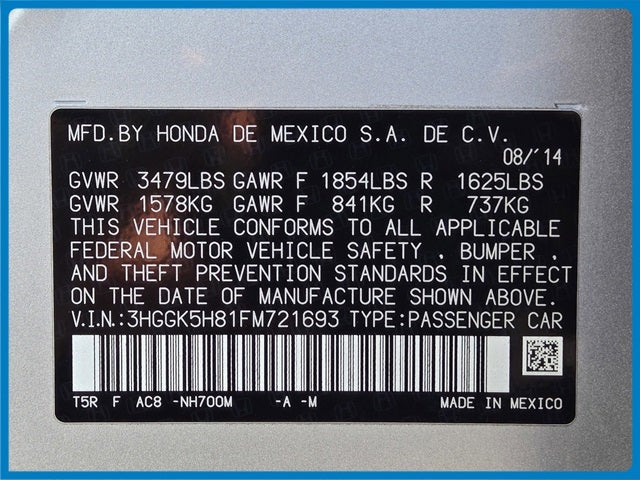 MFD.BY HONDA DE MEXICO S.A. DE C.V.
08/'14
GVWR 3479LBS GAWR F 1854LBS R 1625LBS
GVWR 1578KG GAWR F 841KG R 737KG
THIS VEHICLE CONFORMS TO ALL APPLICABLE
FEDERAL MOTOR VEHICLE SAFETY , BUMPER ,
AND THEFT PREVENTION STANDARDS IN EFFECT
ON THE DATE OF MANUFACTURE SHOWN ABOVE.
V.I.N.:3HGGK5H81FM721693 TYPE:PASSENGER CAR
T5R F AC8 -NH700M -A -M MADE IN MEXICO